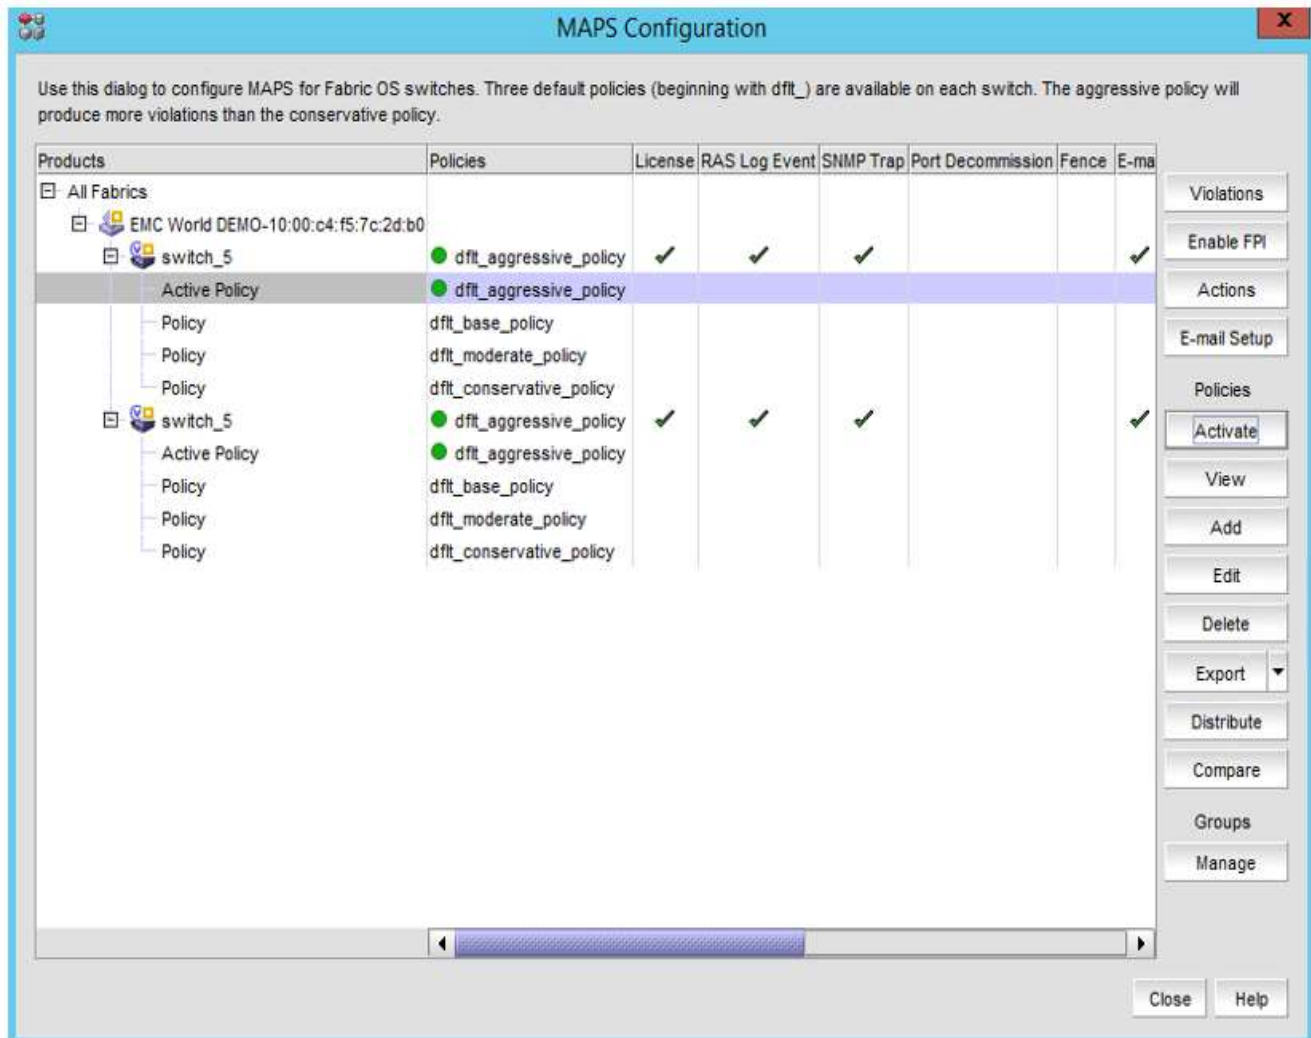 MAPS Configuration
x
Use this dialog to configure MAPS for Fabric OS switches. Three default policies (beginning with dflt_) are available on each switch. The aggressive policy will
produce more violations than the conservative policy.
Products Policies License RAS Log Event SNMP Trap Port Decommission Fence E-ma
All Fabrics
EMC World DEMO-10:00:c4:f5:7c:2d:b0
switch_5 dflt_aggressive_policy
Active Policy dflt_aggressive_policy
Policy dflt_base_policy
Policy dflt_moderate_policy
Policy dflt_conservative_policy
switch_5 dflt_aggressive_policy
Active Policy dflt_aggressive_policy
Policy dflt_base_policy
Policy dflt_moderate_policy
Policy dflt_conservative_policy
Violations
Enable FPI
Actions
E-mail Setup
Policies
Activate
View
Add
Edit
Delete
Export
Distribute
Compare
Groups
Manage
Close Help